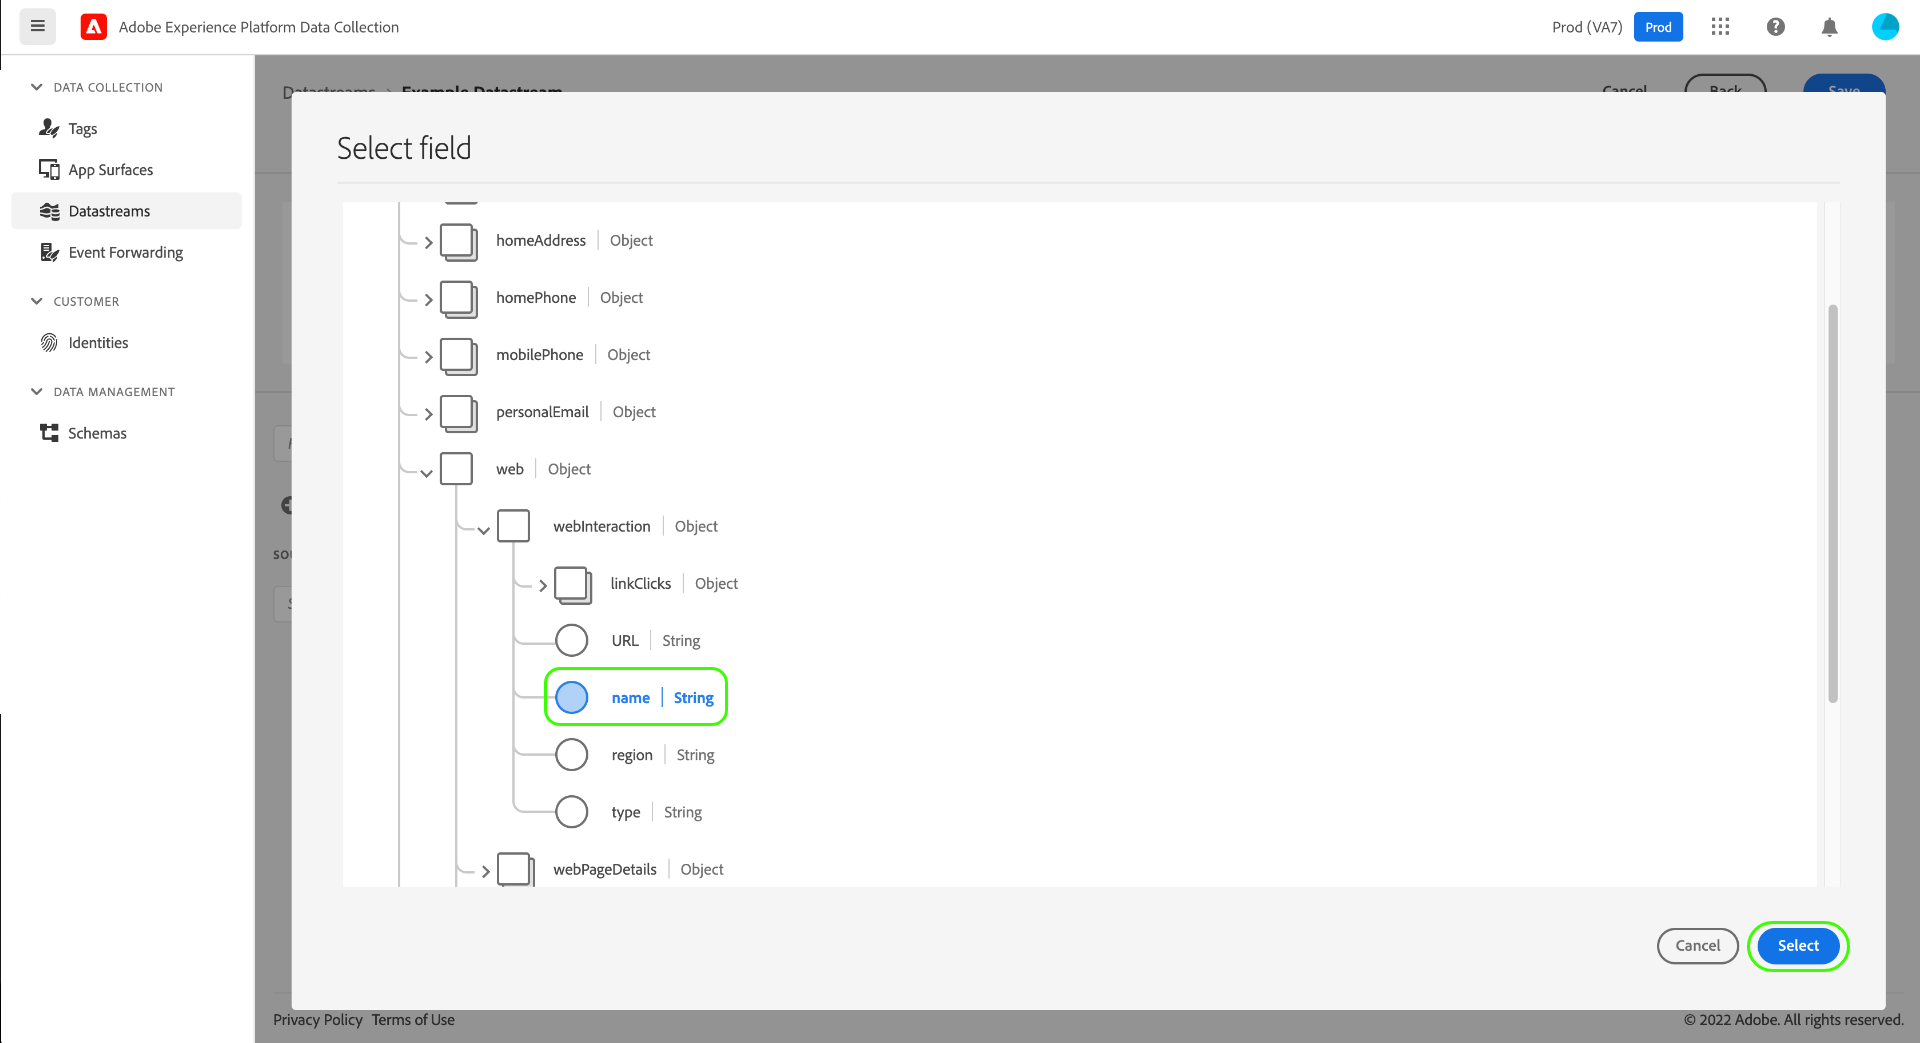 Adobe Experience Platform Data Collection
Prod (VA7) Prod
DATA COLLECTION
Tags
App Surfaces
Datastreams
Event Forwarding
CUSTOMER
Identities
DATA MANAGEMENT
Schemas
Datastreams Example Datastream
Cancel Back Save
Select field
homeAddress Object
homePhone Object
mobilePhone Object
personalEmail Object
web Object
webInteraction Object
linkClicks Object
URL String
name String
region String
type String
webPageDetails Object
Cancel Select
Privacy Policy Terms of Use
© 2022 Adobe. All rights reserved.